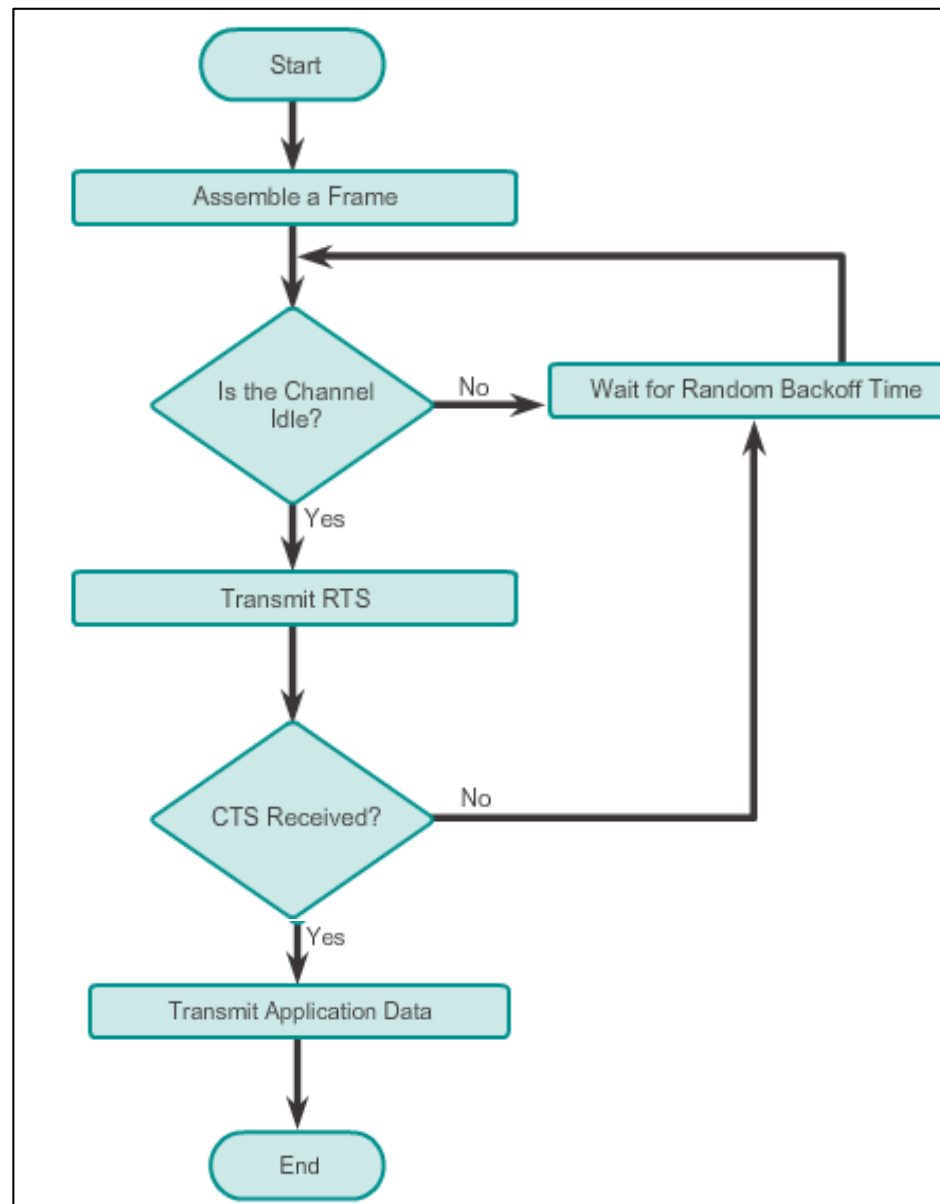 Start
Assemble a Frame
Is the Channel
Idle?
No
Wait for Random Backoff Time
Yes
Transmit RTS
CTS Received?
No
Yes
Transmit Application Data
End